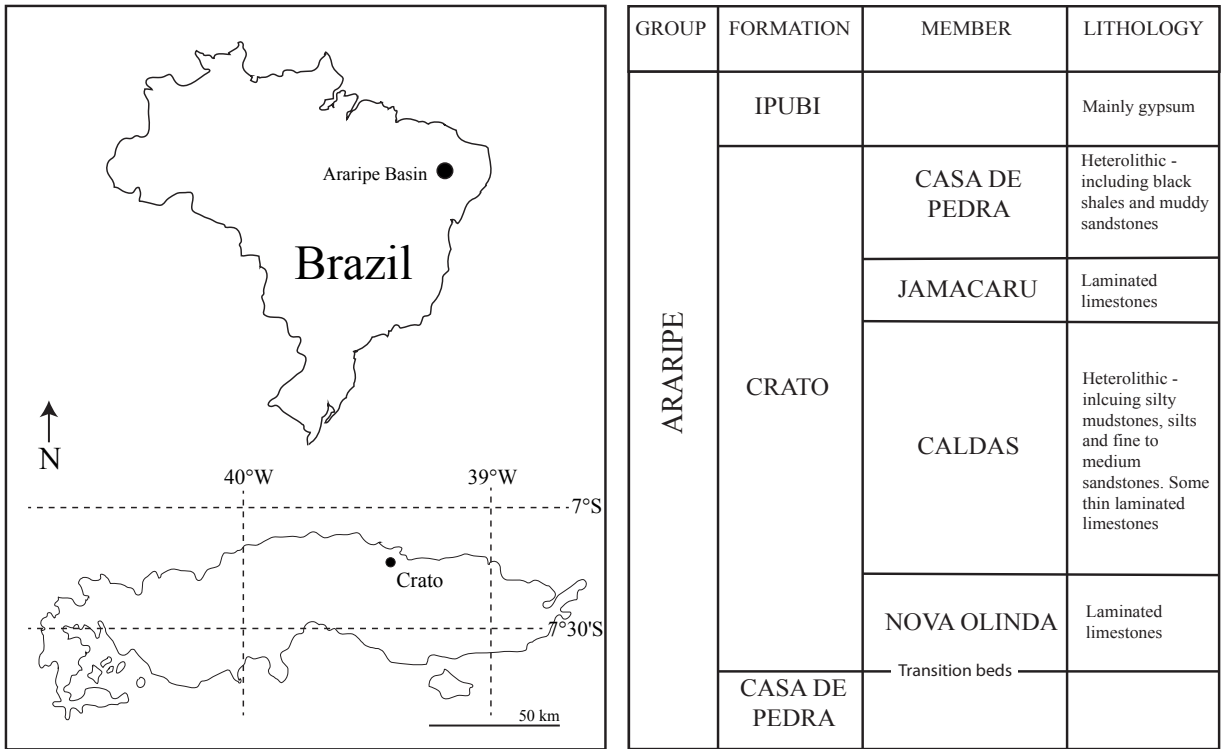 Araripe Basin
Brazil
N
40°W
39°W
7°S
Crato
7°30'S
50 km
GROUP
FORMATION
MEMBER
LITHOLOGY
ARARIPE
IPUBI
Mainly gypsum
CRATO
CASA DE
PEDRA
Heterolithic -
including black
shales and muddy
sandstones
JAMACARU
Laminated
limestones
CALDAS
Heterolithic -
inlcuing silty
mudstones, silts
and fine to
medium
sandstones. Some
thin laminated
limestones
NOVA OLINDA
Laminated
limestones
Transition beds
CASA DE
PEDRA